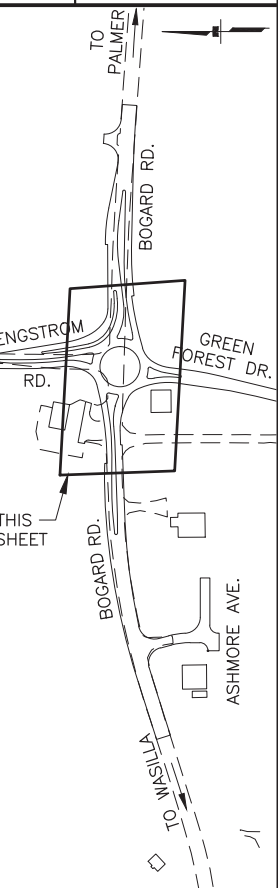 TO
PALMER
BOGARD RD.
ENGSTROM
RD.
GREEN
FOREST DR.
THIS
SHEET
BOGARD RD.
ASHMORE AVE.
TO WASILLA